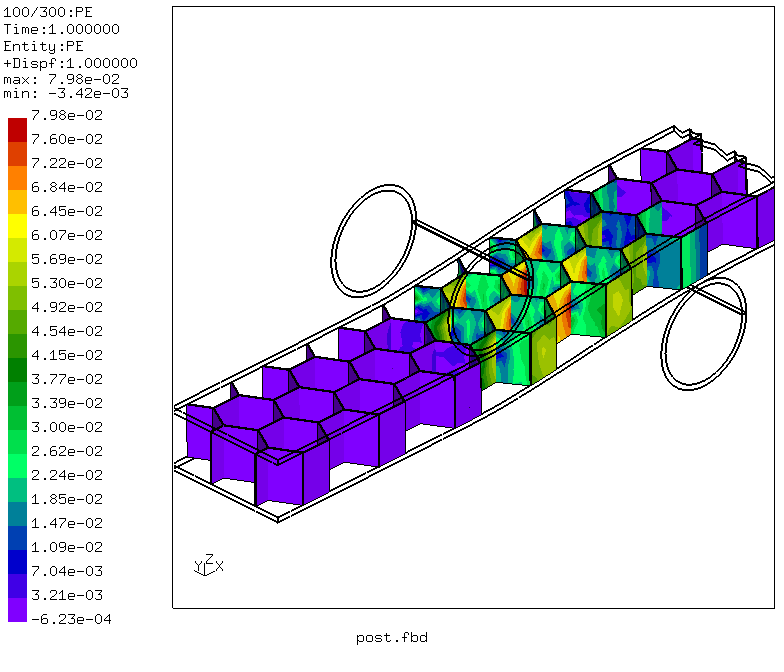 100/300:PE
Time:1.000000
Entity:PE
+Dispf:1.000000
max: 7.98e-02
min: -3.42e-03
7.98e-02
7.60e-02
7.22e-02
6.84e-02
6.45e-02
6.07e-02
5.69e-02
5.30e-02
4.92e-02
4.54e-02
4.15e-02
3.77e-02
3.39e-02
3.00e-02
2.62e-02
2.24e-02
1.85e-02
1.47e-02
1.09e-02
7.04e-03
3.21e-03
-6.23e-04
Y Z X
post.fbd